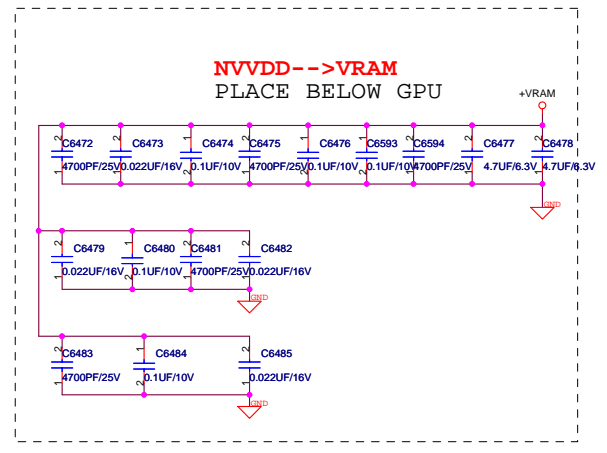 NVVDD-->VRAM
PLACE BELOW GPU
+VRAM
C6472 C6473 C6474 C6475 C6476 C6593 C6594 C6477 C6478
4700PF/25V 0.022UF/16V 0.1UF/10V 4700PF/25V 0.1UF/10V 0.1UF/10V 4700PF/25V 4.7UF/6.3V 4.7UF/6.3V
GND
C6479 C6480 C6481 C6482
0.022UF/16V 0.1UF/10V 4700PF/25V 0.022UF/16V
GND
C6483 C6484 C6485
4700PF/25V 0.1UF/10V 0.022UF/16V
GND